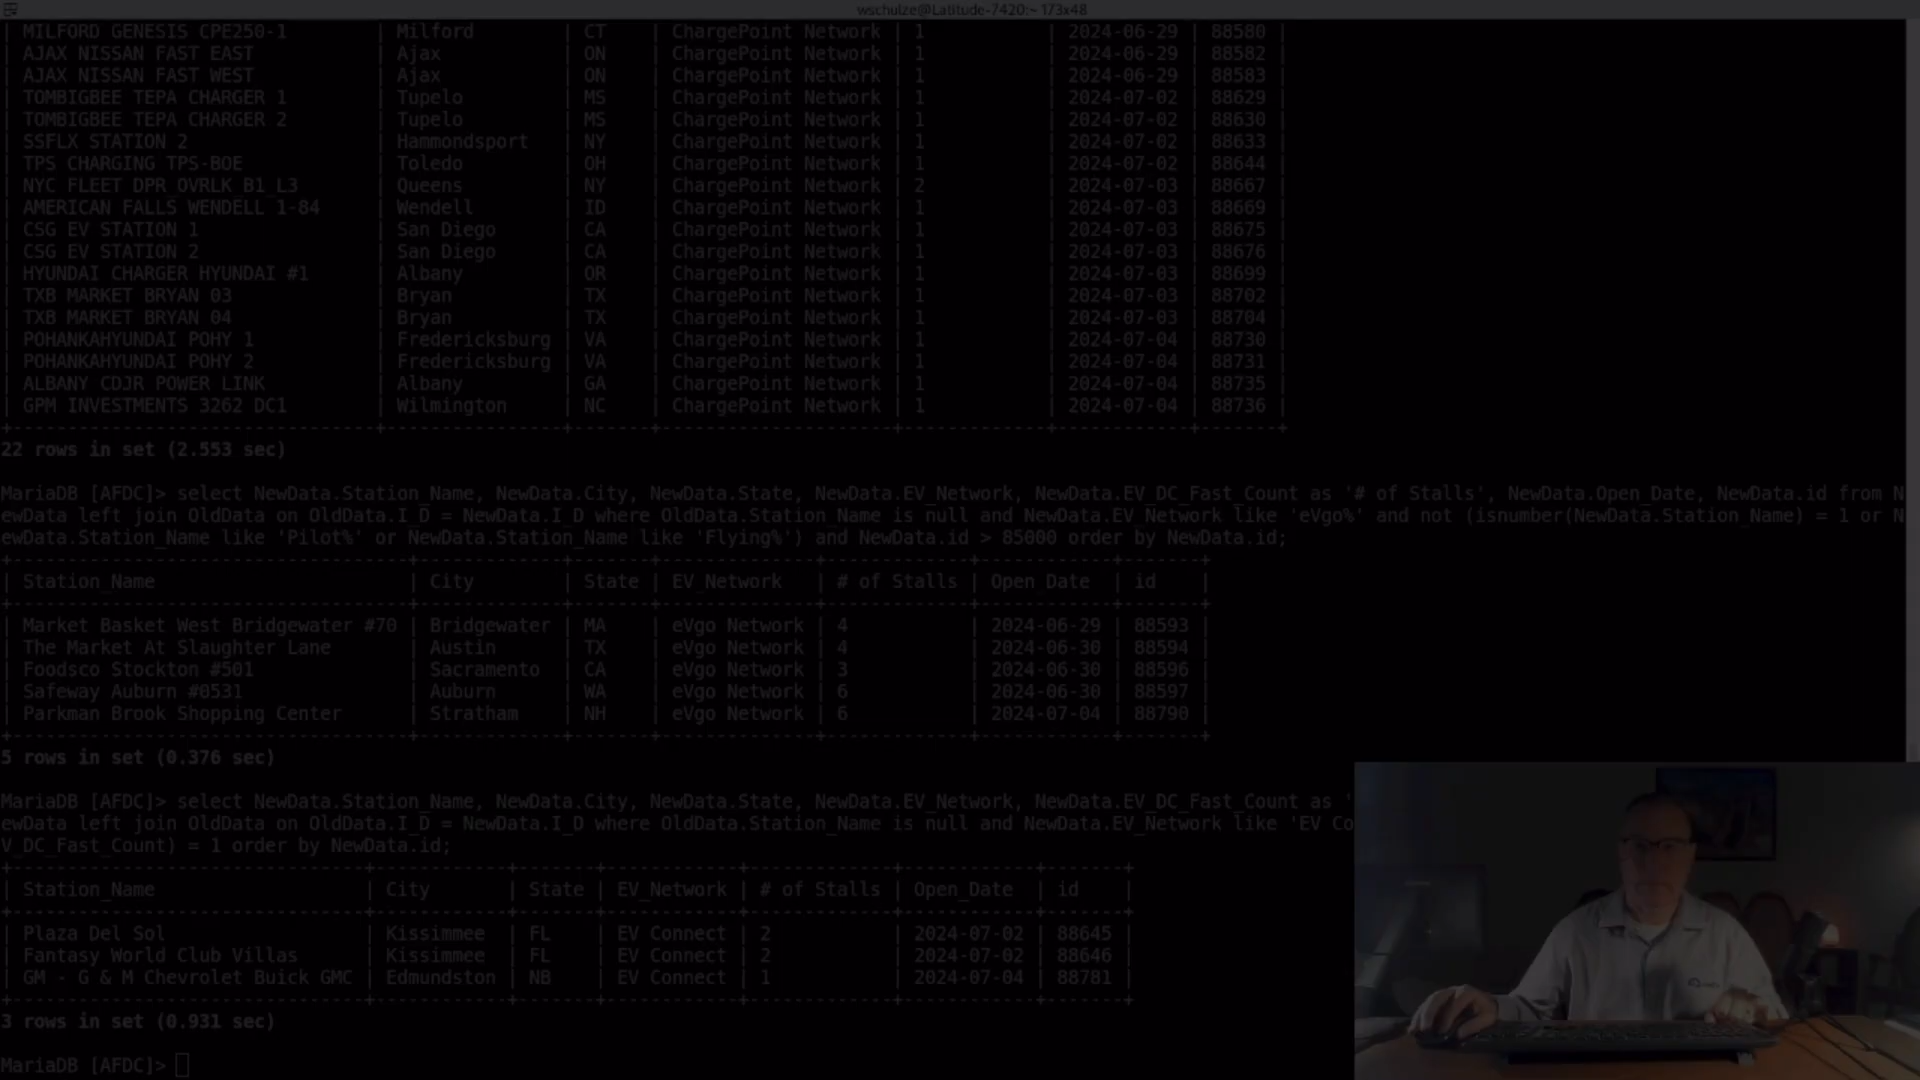 wschulze@Latitude-7420:~ 173x48
| MILFORD GENESIS CPE250-1 | Milford | CT | ChargePoint Network | 1 | 2024-06-29 | 88580 |
| AJAX NISSAN FAST EAST | Ajax | ON | ChargePoint Network | 1 | 2024-06-29 | 88582 |
| AJAX NISSAN FAST WEST | Ajax | ON | ChargePoint Network | 1 | 2024-06-29 | 88583 |
| TOMBIGBEE TEPA CHARGER 1 | Tupelo | MS | ChargePoint Network | 1 | 2024-07-02 | 88629 |
| TOMBIGBEE TEPA CHARGER 2 | Tupelo | MS | ChargePoint Network | 1 | 2024-07-02 | 88630 |
| SSFLX STATION 2 | Hammondsport | NY | ChargePoint Network | 1 | 2024-07-02 | 88633 |
| TPS CHARGING TPS-BOE | Toledo | OH | ChargePoint Network | 1 | 2024-07-02 | 88644 |
| NYC FLEET DPR_OVRLK_B1_L3 | Queens | NY | ChargePoint Network | 2 | 2024-07-03 | 88667 |
| AMERICAN FALLS WENDELL 1-84 | Wendell | ID | ChargePoint Network | 1 | 2024-07-03 | 88669 |
| CSG EV STATION 1 | San Diego | CA | ChargePoint Network | 1 | 2024-07-03 | 88675 |
| CSG EV STATION 2 | San Diego | CA | ChargePoint Network | 1 | 2024-07-03 | 88676 |
| HYUNDAI CHARGER HYUNDAI #1 | Albany | OR | ChargePoint Network | 1 | 2024-07-03 | 88699 |
| TXB MARKET BRYAN 03 | Bryan | TX | ChargePoint Network | 1 | 2024-07-03 | 88702 |
| TXB MARKET BRYAN 04 | Bryan | TX | ChargePoint Network | 1 | 2024-07-03 | 88704 |
| POHANKAHYUNDAI POHY 1 | Fredericksburg | VA | ChargePoint Network | 1 | 2024-07-04 | 88730 |
| POHANKAHYUNDAI POHY 2 | Fredericksburg | VA | ChargePoint Network | 1 | 2024-07-04 | 88731 |
| ALBANY CDJR POWER LINK | Albany | GA | ChargePoint Network | 1 | 2024-07-04 | 88735 |
| GPM INVESTMENTS 3262 DC1 | Wilmington | NC | ChargePoint Network | 1 | 2024-07-04 | 88736 |
22 rows in set (2.553 sec)
MariaDB [AFDC]> select NewData.Station_Name, NewData.City, NewData.State, NewData.EV_Network, NewData.EV_DC_Fast_Count as '# of Stalls', NewData.Open_Date, NewData.id from N
ewData left join OldData on OldData.I_D = NewData.I_D where OldData.Station_Name is null and NewData.EV_Network like 'eVgo%' and not (isnumber(NewData.Station_Name) = 1 or N
ewData.Station_Name like 'Pilot%' or NewData.Station_Name like 'Flying%') and NewData.id > 85000 order by NewData.id;
| Station_Name | City | State | EV_Network | # of Stalls | Open_Date | id |
| Market Basket West Bridgewater #70 | Bridgewater | MA | eVgo Network | 4 | 2024-06-29 | 88593 |
| The Market At Slaughter Lane | Austin | TX | eVgo Network | 4 | 2024-06-30 | 88594 |
| Foodsco Stockton #501 | Sacramento | CA | eVgo Network | 3 | 2024-06-30 | 88596 |
| Safeway Auburn #0531 | Auburn | WA | eVgo Network | 6 | 2024-06-30 | 88597 |
| Parkman Brook Shopping Center | Stratham | NH | eVgo Network | 6 | 2024-07-04 | 88790 |
5 rows in set (0.376 sec)
MariaDB [AFDC]> select NewData.Station_Name, NewData.City, NewData.State, NewData.EV_Network, NewData.EV_DC_Fast_Count as '
ewData left join OldData on OldData.I_D = NewData.I_D where OldData.Station_Name is null and NewData.EV_Network like 'EV Co
V_DC_Fast_Count) = 1 order by NewData.id;
| Station_Name | City | State | EV_Network | # of Stalls | Open_Date | id |
| Plaza Del Sol | Kissimmee | FL | EV Connect | 2 | 2024-07-02 | 88645 |
| Fantasy World Club Villas | Kissimmee | FL | EV Connect | 2 | 2024-07-02 | 88646 |
| GM - G & M Chevrolet Buick GMC | Edmundston | NB | EV Connect | 1 | 2024-07-04 | 88781 |
3 rows in set (0.931 sec)
MariaDB [AFDC]>